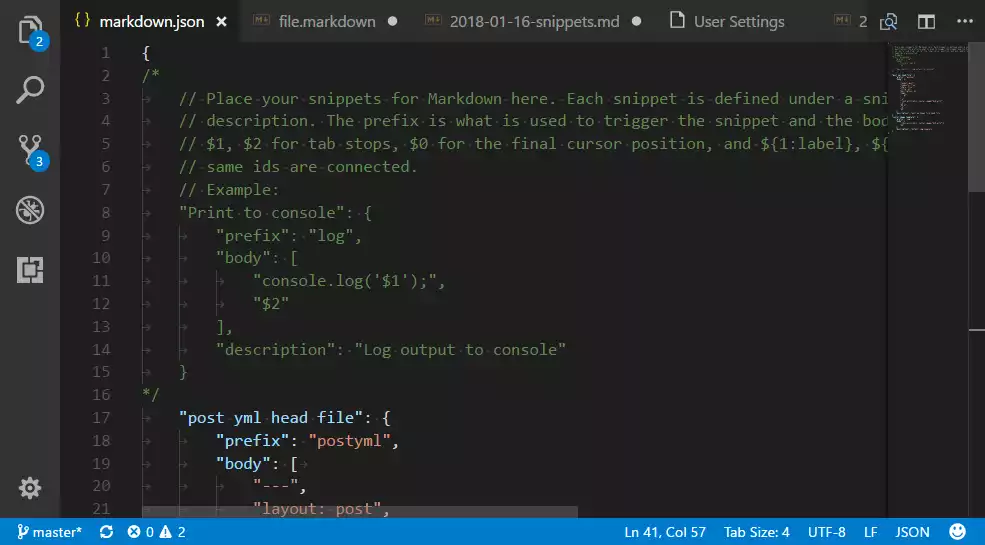 markdown.json
file.markdown
2018-01-16-snippets.md
User Settings
2
2
3
1 {
2 /*
3 // Place your snippets for Markdown here. Each snippet is defined under a sni
4 // description. The prefix is what is used to trigger the snippet and the bo
5 // $1, $2 for tab stops, $0 for the final cursor position, and ${1:label}, ${
6 // same ids are connected.
7 // Example:
8 "Print to console": {
9 "prefix": "log",
10 "body": [
11 "console.log('$1');",
12 "$2"
13 ],
14 "description": "Log output to console"
15 }
16 */
17 "post yml head file": {
18 "prefix": "postyml",
19 "body": [
20 "---",
21 "layout: post",
master* 0 2 Ln 41, Col 57 Tab Size: 4 UTF-8 LF JSON